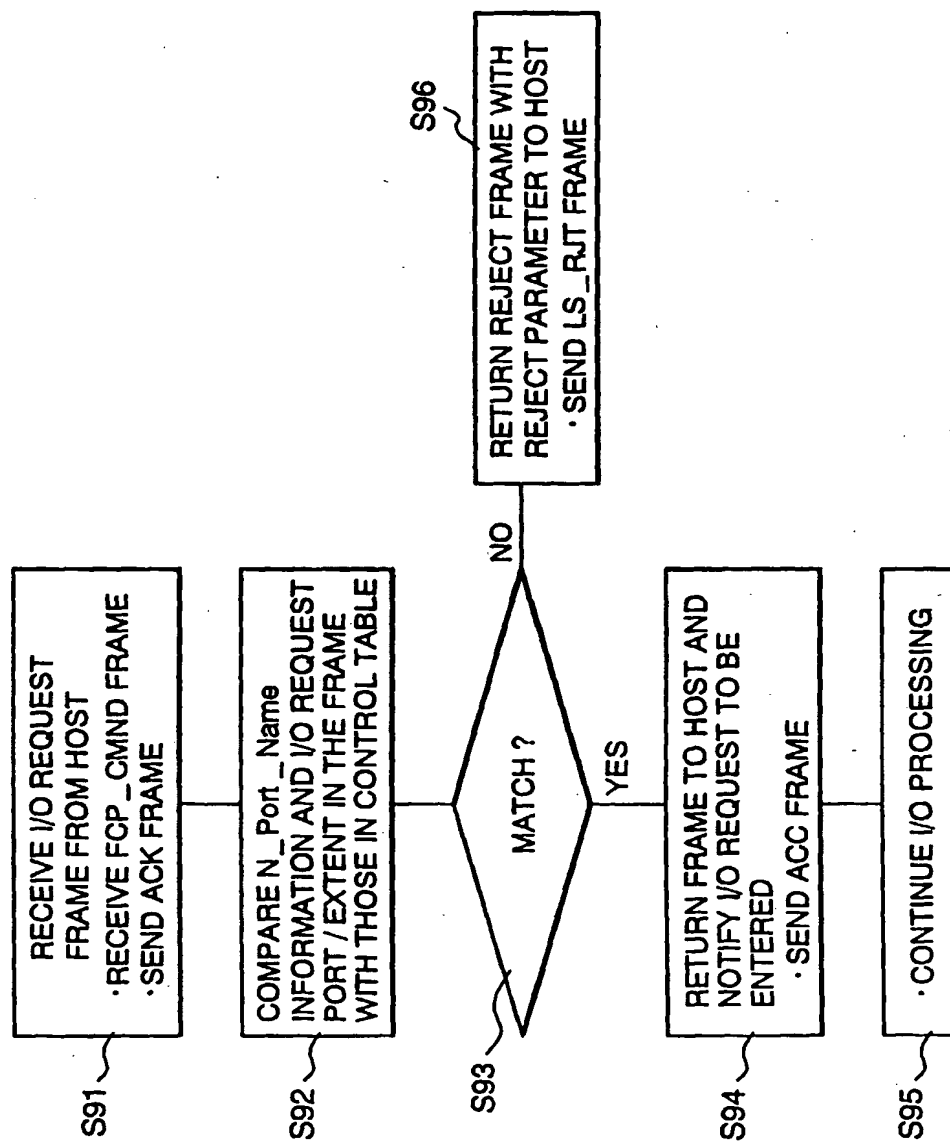 S91
RECEIVE I/O REQUEST
FRAME FROM HOST
·RECEIVE FCP_CMND FRAME
·SEND ACK FRAME
S92
COMPARE N_Port_Name
INFORMATION AND I/O REQUEST
PORT / EXTENT IN THE FRAME
WITH THOSE IN CONTROL TABLE
S93
MATCH ?
NO
YES
S96
RETURN REJECT FRAME WITH
REJECT PARAMETER TO HOST
·SEND LS_RJT FRAME
S94
RETURN FRAME TO HOST AND
NOTIFY I/O REQUEST TO BE
ENTERED
·SEND ACC FRAME
S95
·CONTINUE I/O PROCESSING